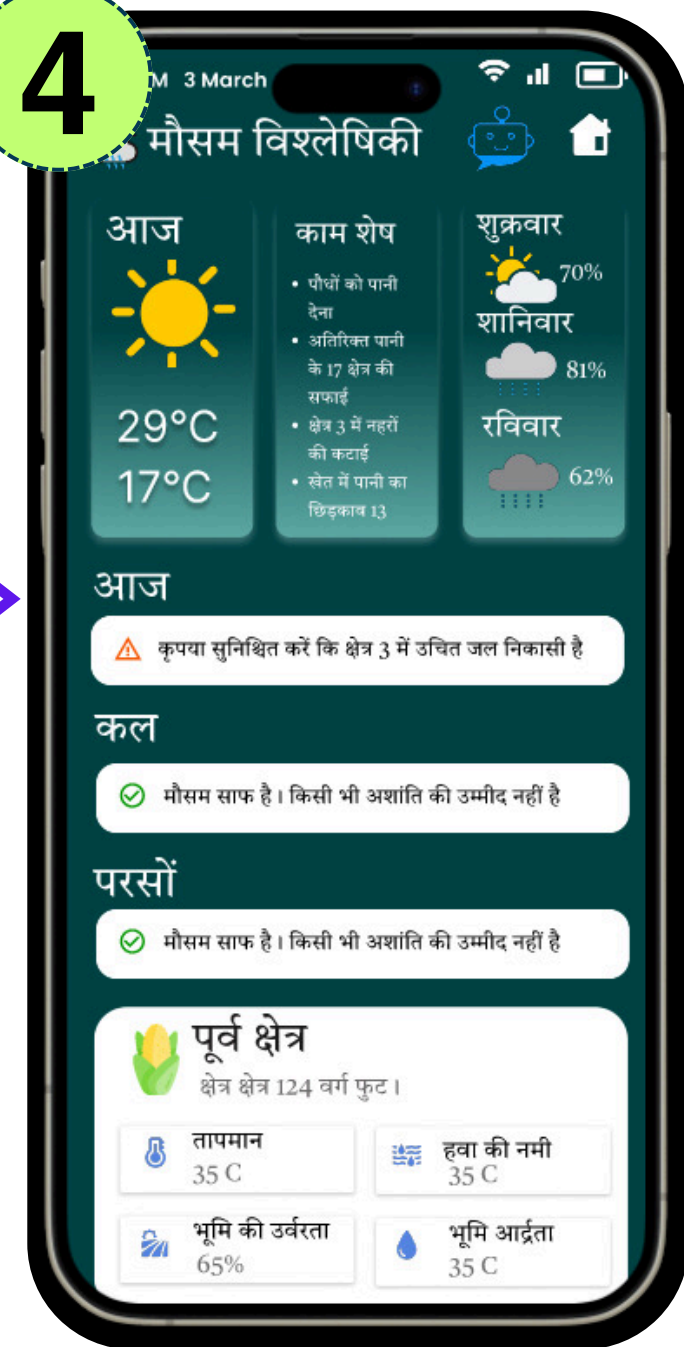 4
M 3 March
मौसम विश्लेषिकी
आज
29°C
17°C
काम शेष
• पौधों को पानी
देना
• अतिरिक्त पानी
के 17 क्षेत्र की
सफाई
• क्षेत्र 3 में नहरों
की कटाई
• खेत में पानी का
छिड़काव 13
शुक्रवार
70%
शानिवार
81%
रविवार
62%
आज
कृपया सुनिश्चित करें कि क्षेत्र 3 में उचित जल निकासी है
कल
मौसम साफ है। किसी भी अशांति की उम्मीद नहीं है
परसों
मौसम साफ है। किसी भी अशांति की उम्मीद नहीं है
पूर्व क्षेत्र
क्षेत्र क्षेत्र 124 वर्ग फुट।
तापमान
35 C
हवा की नमी
35 C
भूमि की उर्वरता
65%
भूमि आर्द्रता
35 C